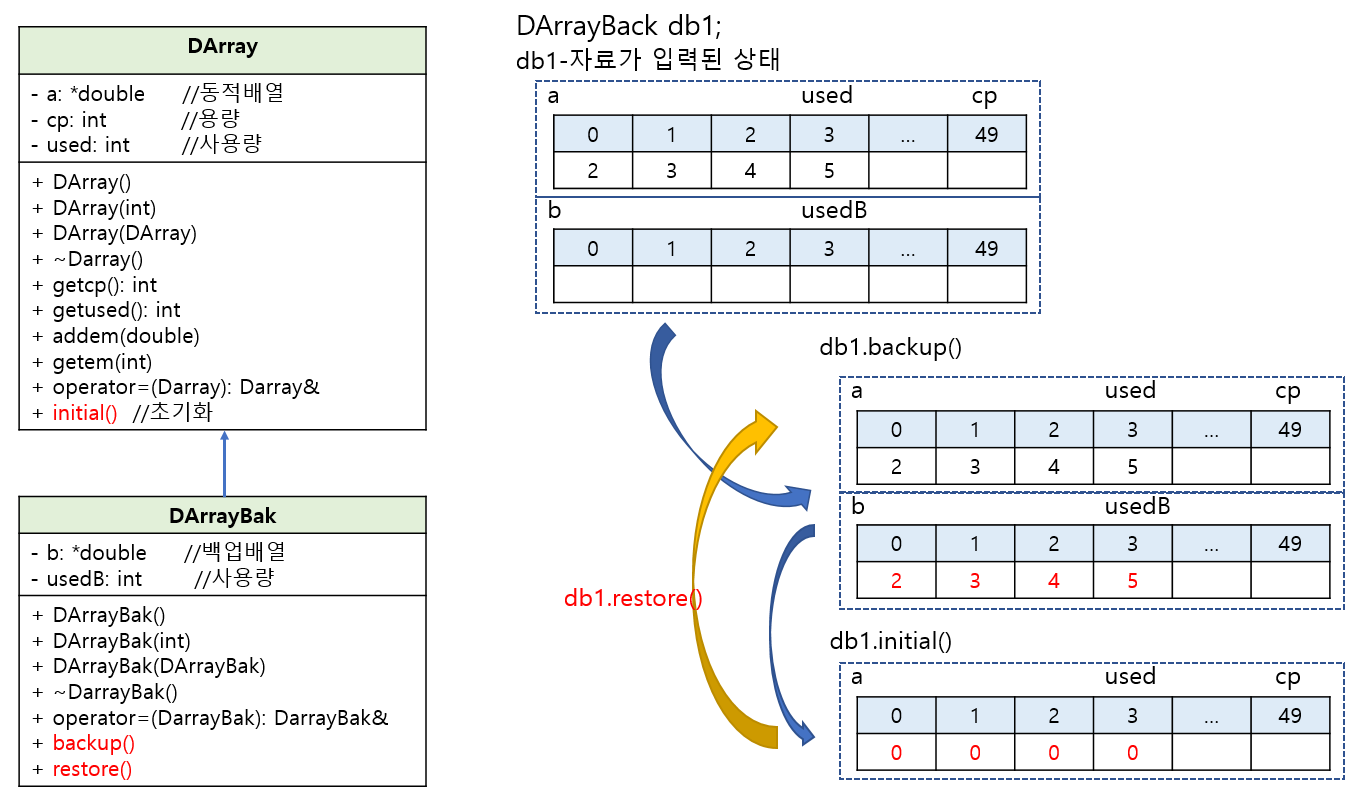 DArray
- a: *double //동적배열
- cp: int //용량
- used: int //사용량
+ DArray()
+ DArray(int)
+ DArray(DArray)
+ ~Darray()
+ getcp(): int
+ getused(): int
+ addem(double)
+ getem(int)
+ operator=(Darray): Darray&
+ initial() //초기화
DArrayBak
- b: *double //백업배열
- usedB: int //사용량
+ DArrayBak()
+ DArrayBak(int)
+ DArrayBak(DArrayBak)
+ ~DarrayBak()
+ operator=(DarrayBak): DarrayBak&
+ backup()
+ restore()
DArrayBack db1;
db1-자료가 입력된 상태
a used cp
0 1 2 3 ... 49
2 3 4 5
b usedB
0 1 2 3 ... 49
db1.backup()
a used cp
0 1 2 3 ... 49
2 3 4 5
b usedB
0 1 2 3 ... 49
2 3 4 5
db1.restore()
db1.initial()
a used cp
0 1 2 3 ... 49
0 0 0 0